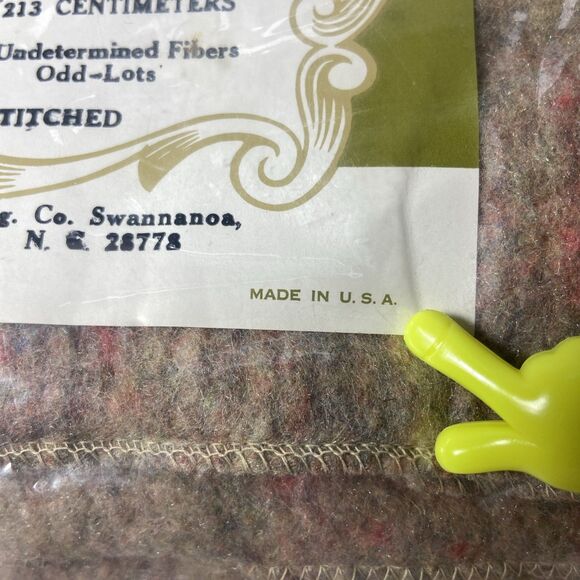 213 CENTIMETERS
Undetermined Fibers
Odd-Lots
TITCHED
g. Co. Swannanoa,
N. C. 28778
MADE IN U. S. A.